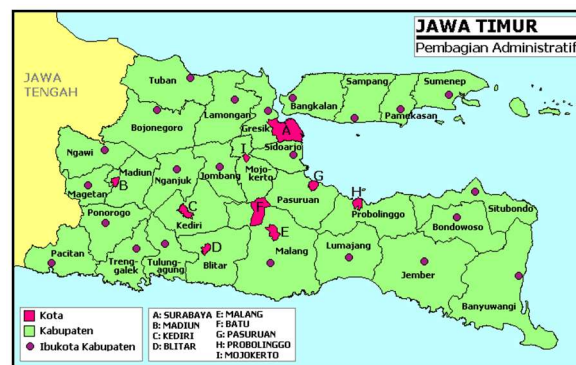 JAWA TIMUR
Pembagian Administratif
JAWA
TENGAH
Tuban
Sampang
Sumenep
Bangkalan
Lamongan
Pamekasan
Bojonegoro
Gresik
A
Sidoarjo
Ngawi
I
Madiun
B
Magetan
Nganjuk
Jombang
Mojo-
kerto
G
Pasuruan
H
Probolinggo
Situbondo
Ponorogo
C
Kediri
F
E
Bondowoso
Pacitan
Treng-
galek
Tulung-
agung
D
Blitar
Malang
Lumajang
Jember
Banyuwangi
Kota
Kabupaten
Ibukota Kabupaten
A: SURABAYA
B: MADIUN
C: KEDIRI
D: BLITAR
E: MALANG
F: BATU
G: PASURUAN
H: PROBOLINGGO
I: MOJOKERTO